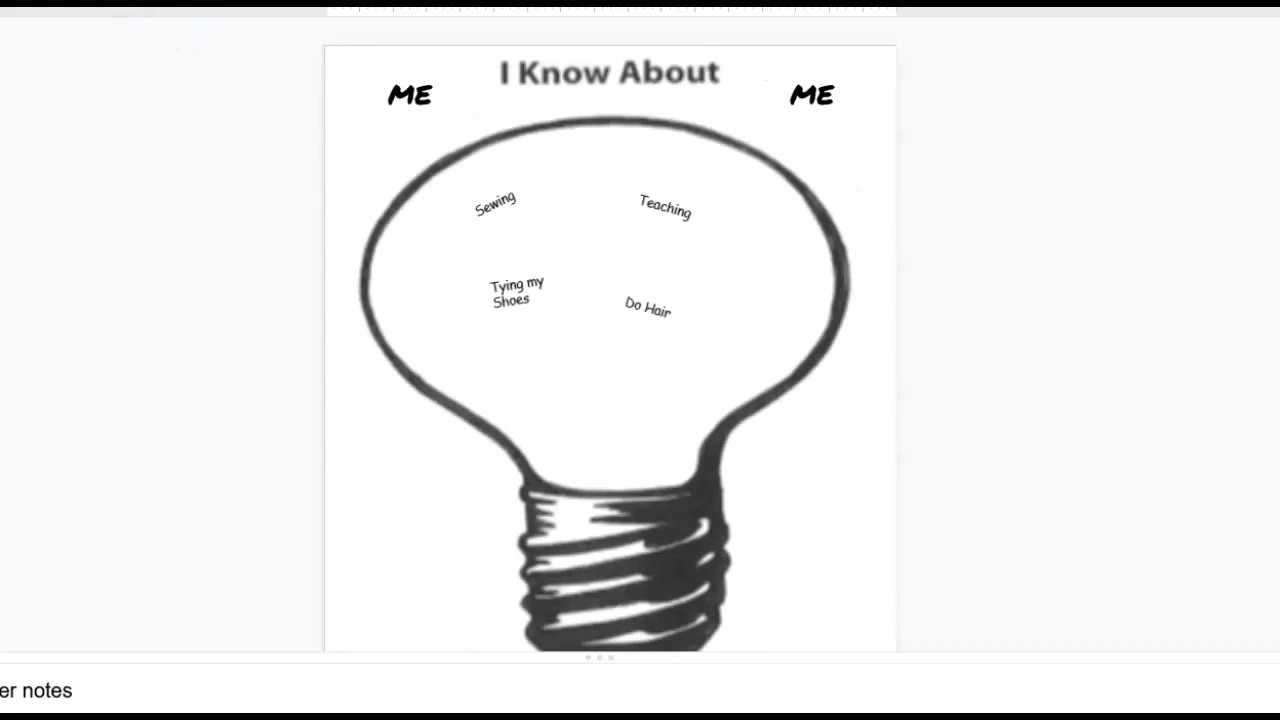 I Know About
ME
ME
Sewing
Teaching
Tying my
Shoes
Do Hair
er notes